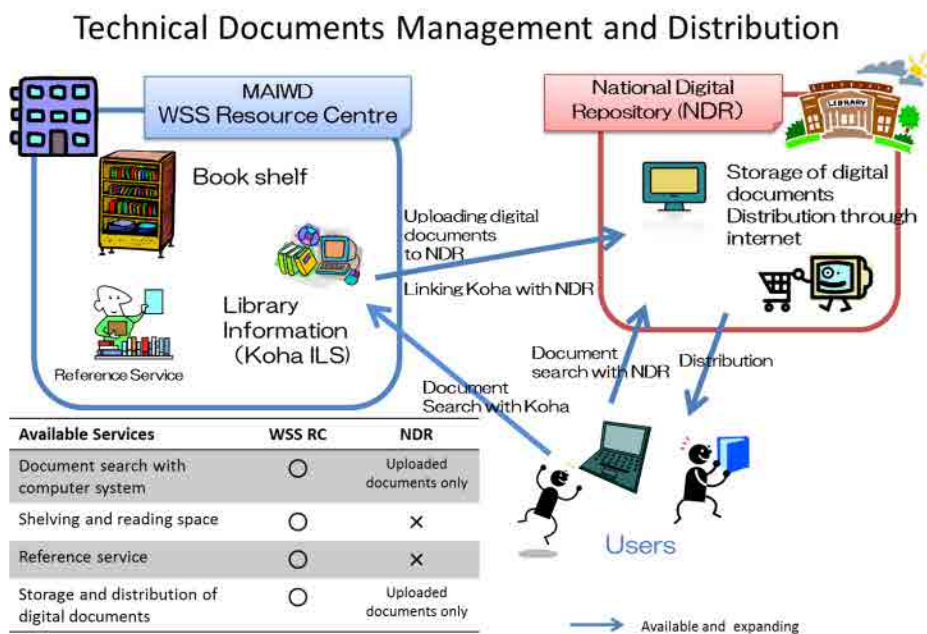 Technical Documents Management and Distribution
MAIWD
WSS Resource Centre
National Digital
Repository (NDR)
LIBRARY
Book shelf
Storage of digital
documents
Distribution through
internet
Uploading digital
documents
to NDR
Linking Koha with NDR
Library
Information
(Koha ILS)
Reference Service
Document
search with NDR
Distribution
Document
Search with Koha
Users
Available Services WSS RC NDR
Document search with
computer system ○ Uploaded
documents only
Shelving and reading space ○ ×
Reference service ○ ×
Storage and distribution of
digital documents ○ Uploaded
documents only
Available and expanding